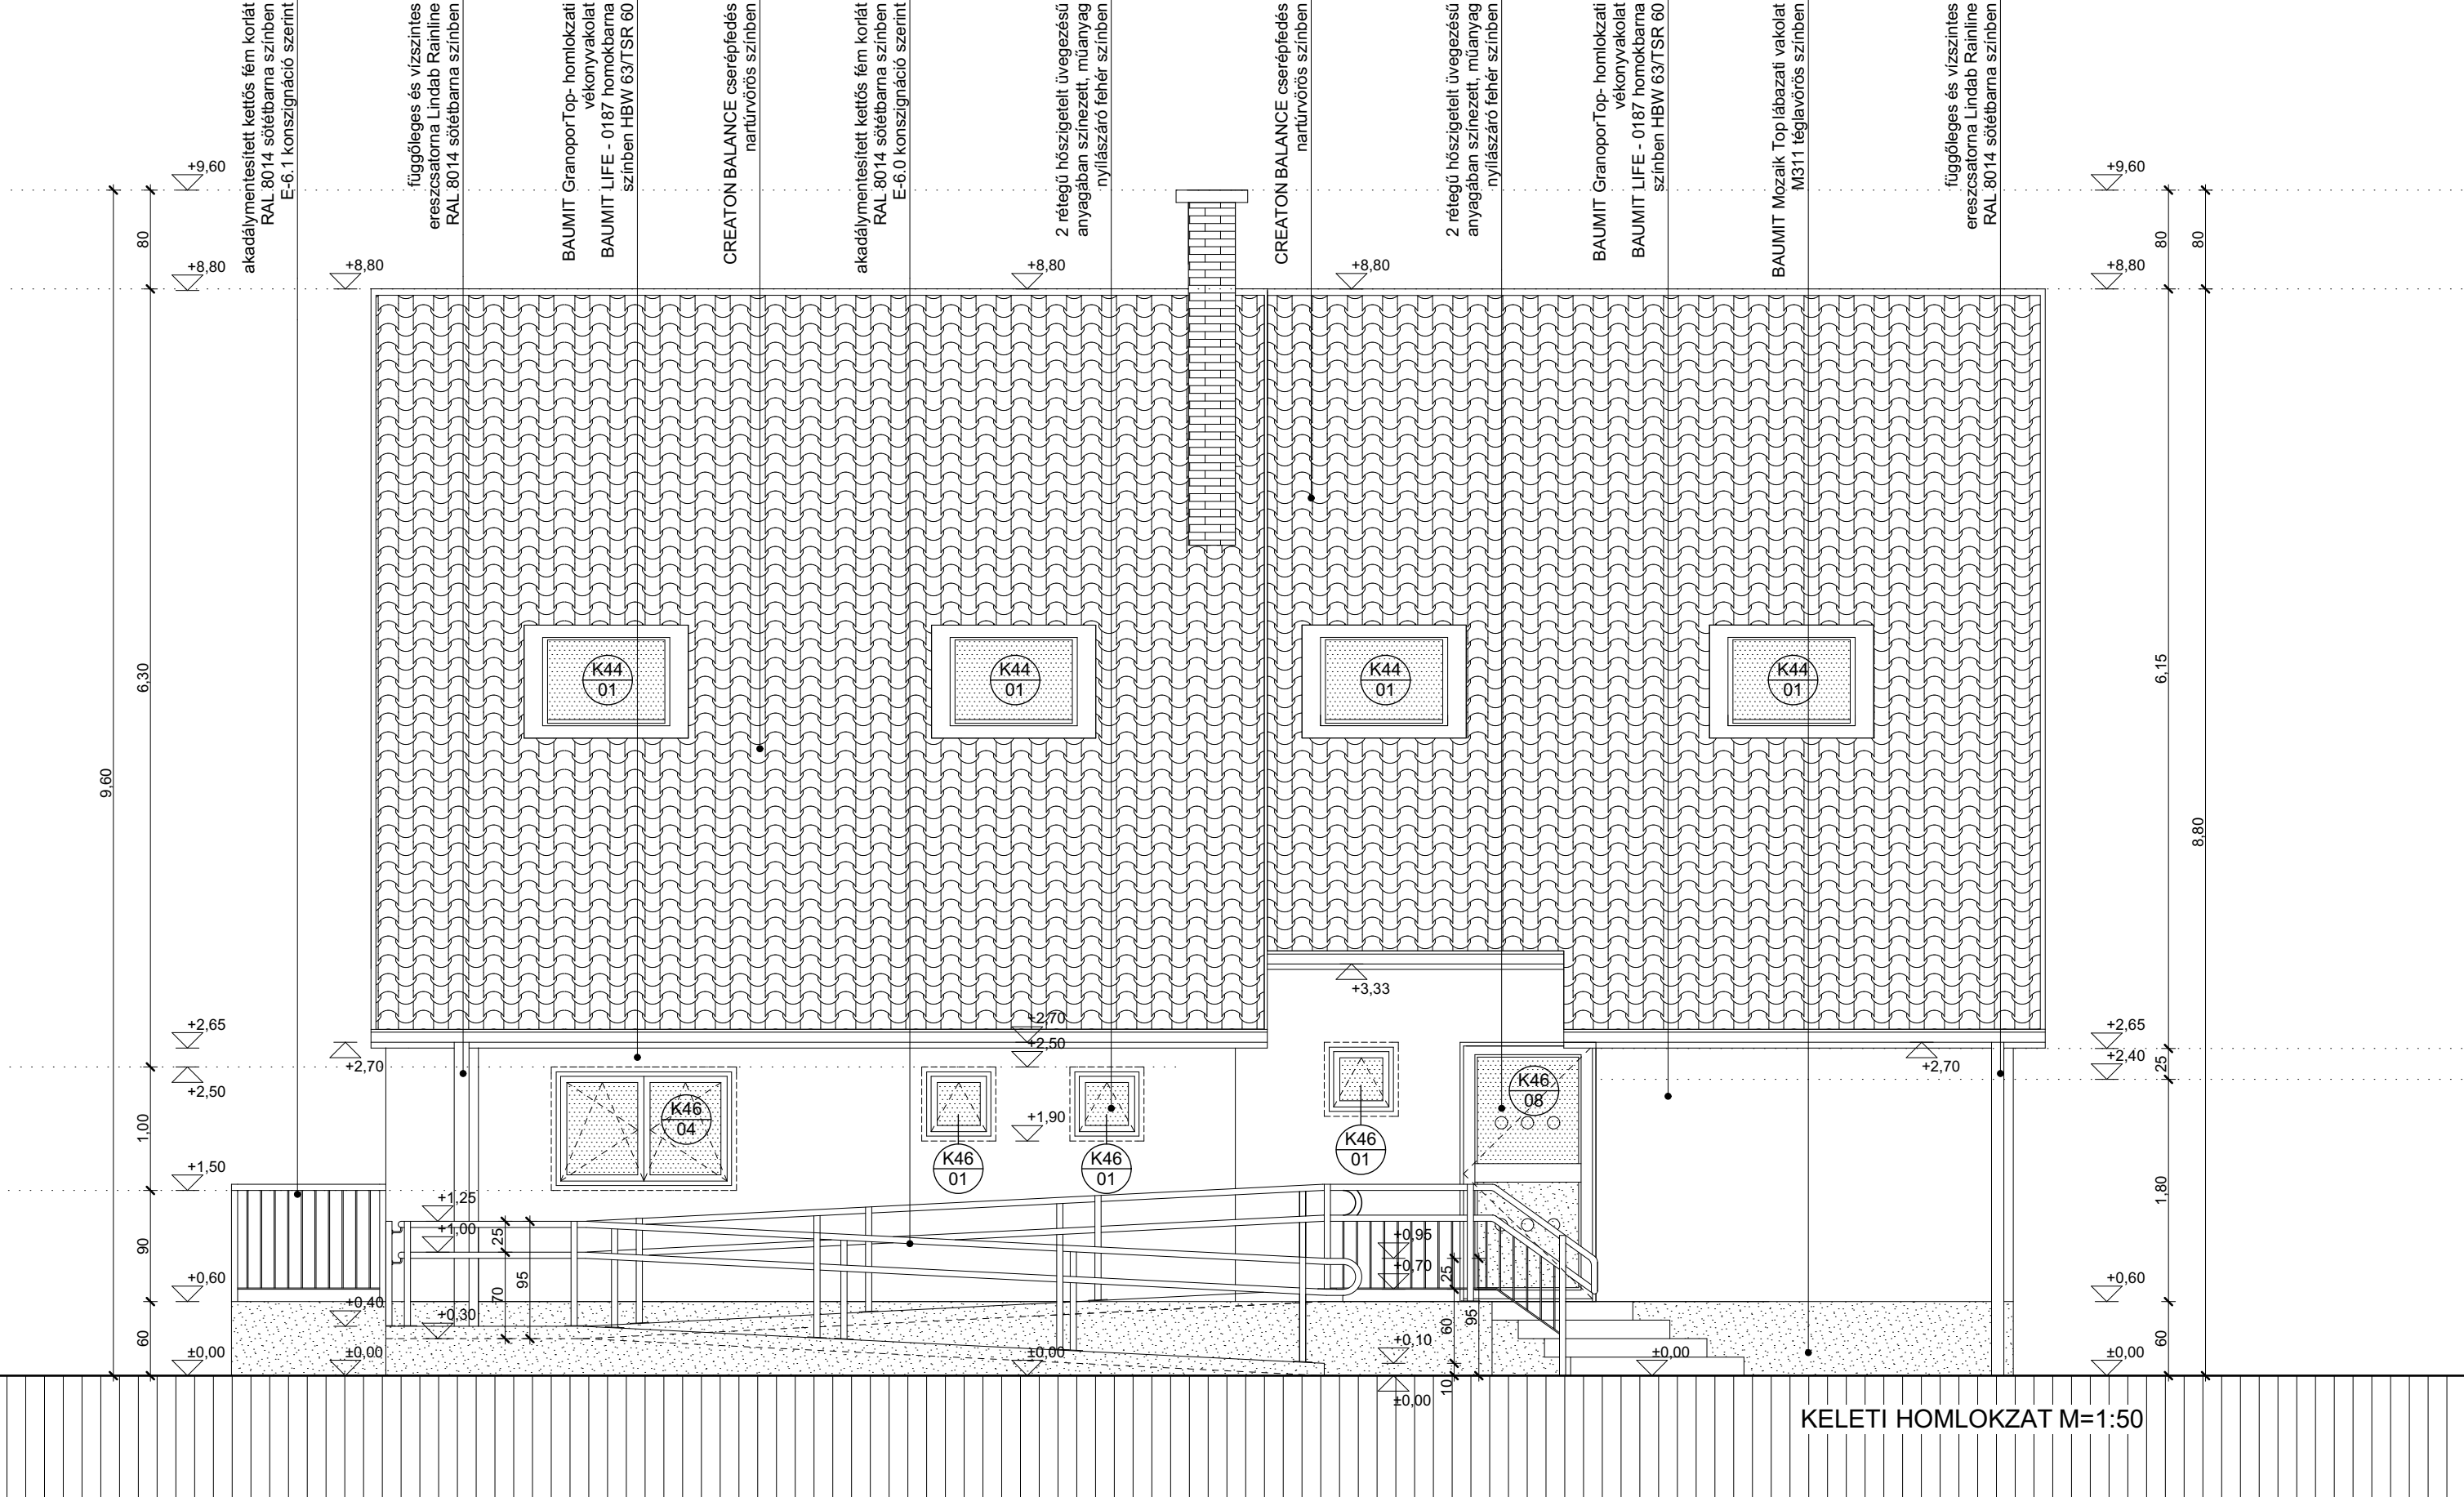 akadálymentesített kettős fém korlát
RAL 8014 sötétbarna színben
E-6.1 konszignáció szerint
függőleges és vízszintes
ereszcsatorna Lindab Rainline
RAL 8014 sötétbarna színben
BAUMIT GranoporTop- homlokzati
vékonyvakolat
BAUMIT LIFE - 0187 homokbarna
színben HBW 63/TSR 60
CREATON BALANCE cserépfedés
nartúrvörös színben
akadálymentesített kettős fém korlát
RAL 8014 sötétbarna színben
E-6.0 konszignáció szerint
2 rétegű hőszigetelt üvegezésű
anyagában színezett, műanyag
nyílászáró fehér színben
CREATON BALANCE cserépfedés
nartúrvörös színben
2 rétegű hőszigetelt üvegezésű
anyagában színezett, műanyag
nyílászáró fehér színben
BAUMIT GranoporTop- homlokzati
vékonyvakolat
BAUMIT LIFE - 0187 homokbarna
színben HBW 63/TSR 60
BAUMIT Mozaik Top lábazati vakolat
M311 téglavörös színben
függőleges és vízszintes
ereszcsatorna Lindab Rainline
RAL 8014 sötétbarna színben
+9,60
+9,60
80
80
80
+8,80
+8,80
+8,80
+8,80
+8,80
K44
01
K44
01
K44
01
K44
01
6,30
6,15
9,60
8,80
+3,33
+2,65
+2,70
+2,50
+2,65
+2,40
+2,70
+2,50
+2,70
25
K46
04
K46
01
K46
01
K46
01
K46
08
+1,90
1,00
+1,50
1,80
+1,25
+1,00
25
70
95
90
+0,95
+0,70
25
60
95
10
+0,60
+0,60
+0,40
+0,30
+0,10
60
60
±0,00
±0,00
±0,00
±0,00
±0,00
±0,00
KELETI HOMLOKZAT M=1:50